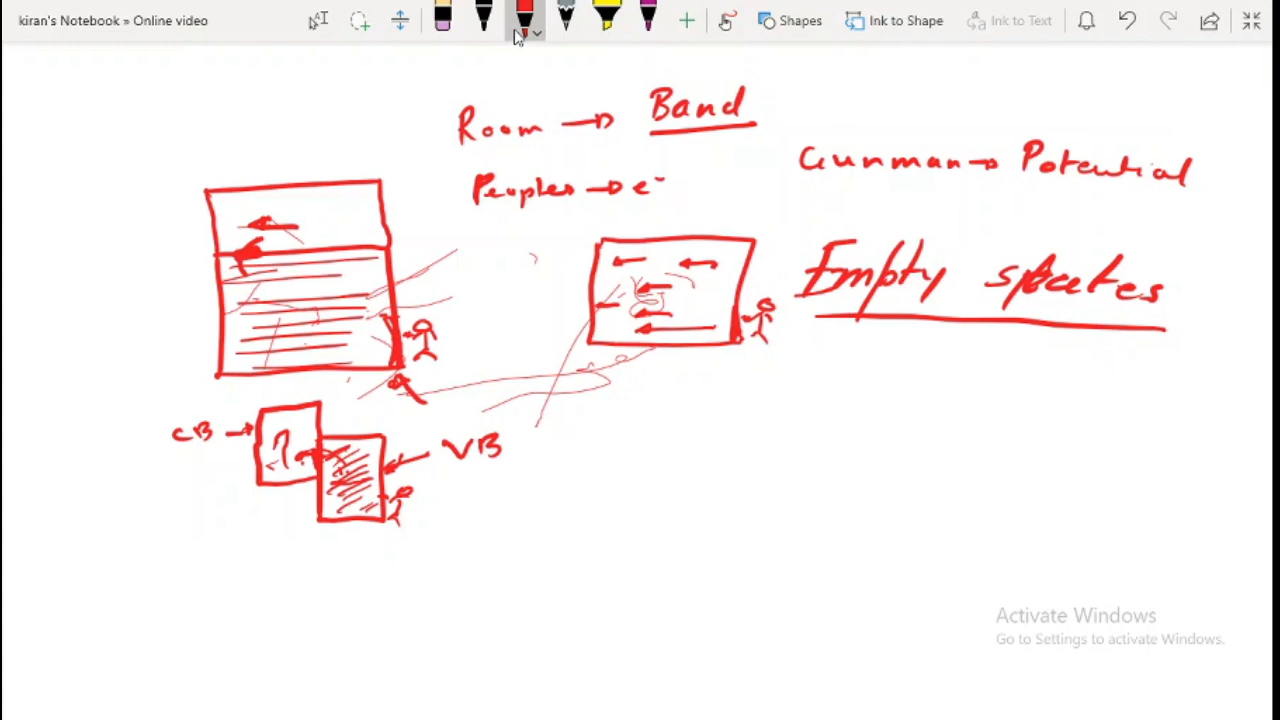 kiran's Notebook » Online video
Shapes
Ink to Shape
Ink to Text
Room → Band
Gunman → Potential
Peoples → e⁻
Empty states
CB →
VB
Activate Windows
Go to Settings to activate Windows.